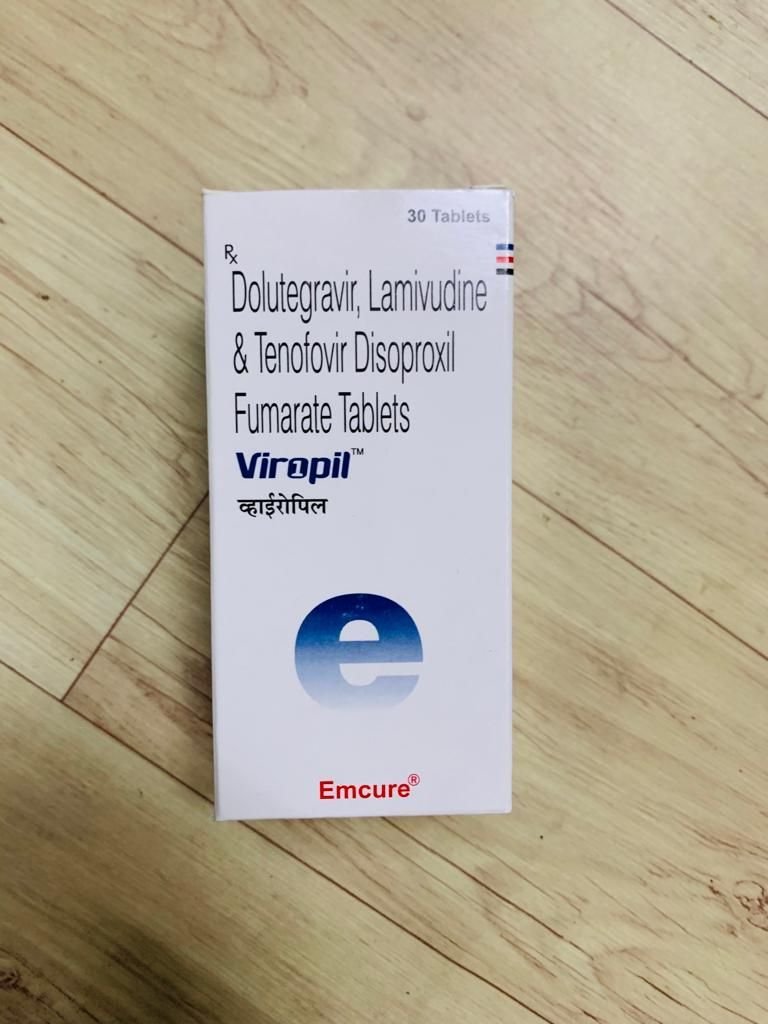 30 Tablets
Rx
Dolutegravir, Lamivudine
& Tenofovir Disoproxil
Fumarate Tablets
Viropil™
व्हाईरोपिल
e
Emcure®